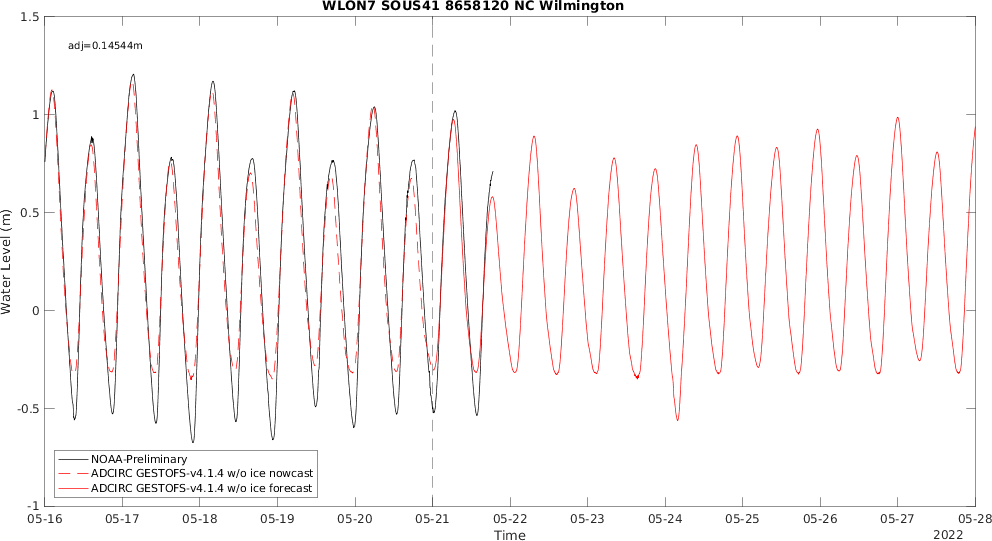 WLON7 SOUS41 8658120 NC Wilmington
1.5
adj=0.14544m
1
0.5
Water Level (m)
0
-0.5
NOAA-Preliminary
ADCIRC GESTOFS-v4.1.4 w/o ice nowcast
ADCIRC GESTOFS-v4.1.4 w/o ice forecast
-1
05-16 05-17 05-18 05-19 05-20 05-21 05-22 05-23 05-24 05-25 05-26 05-27 05-28
Time 2022